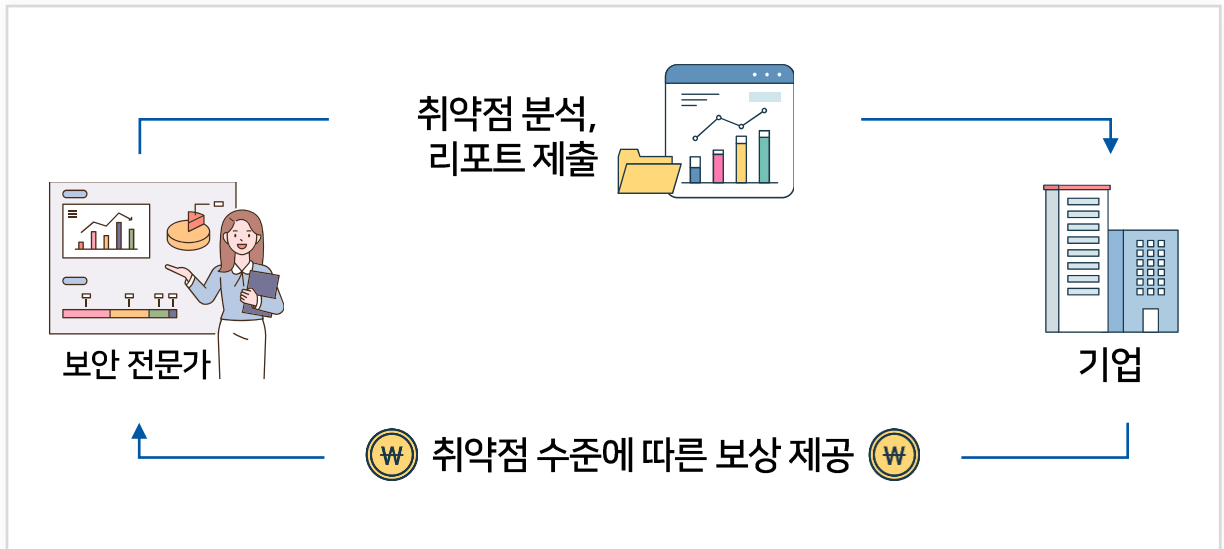 취약점 분석,
리포트 제출
보안 전문가
기업
₩ 취약점 수준에 따른 보상 제공 ₩